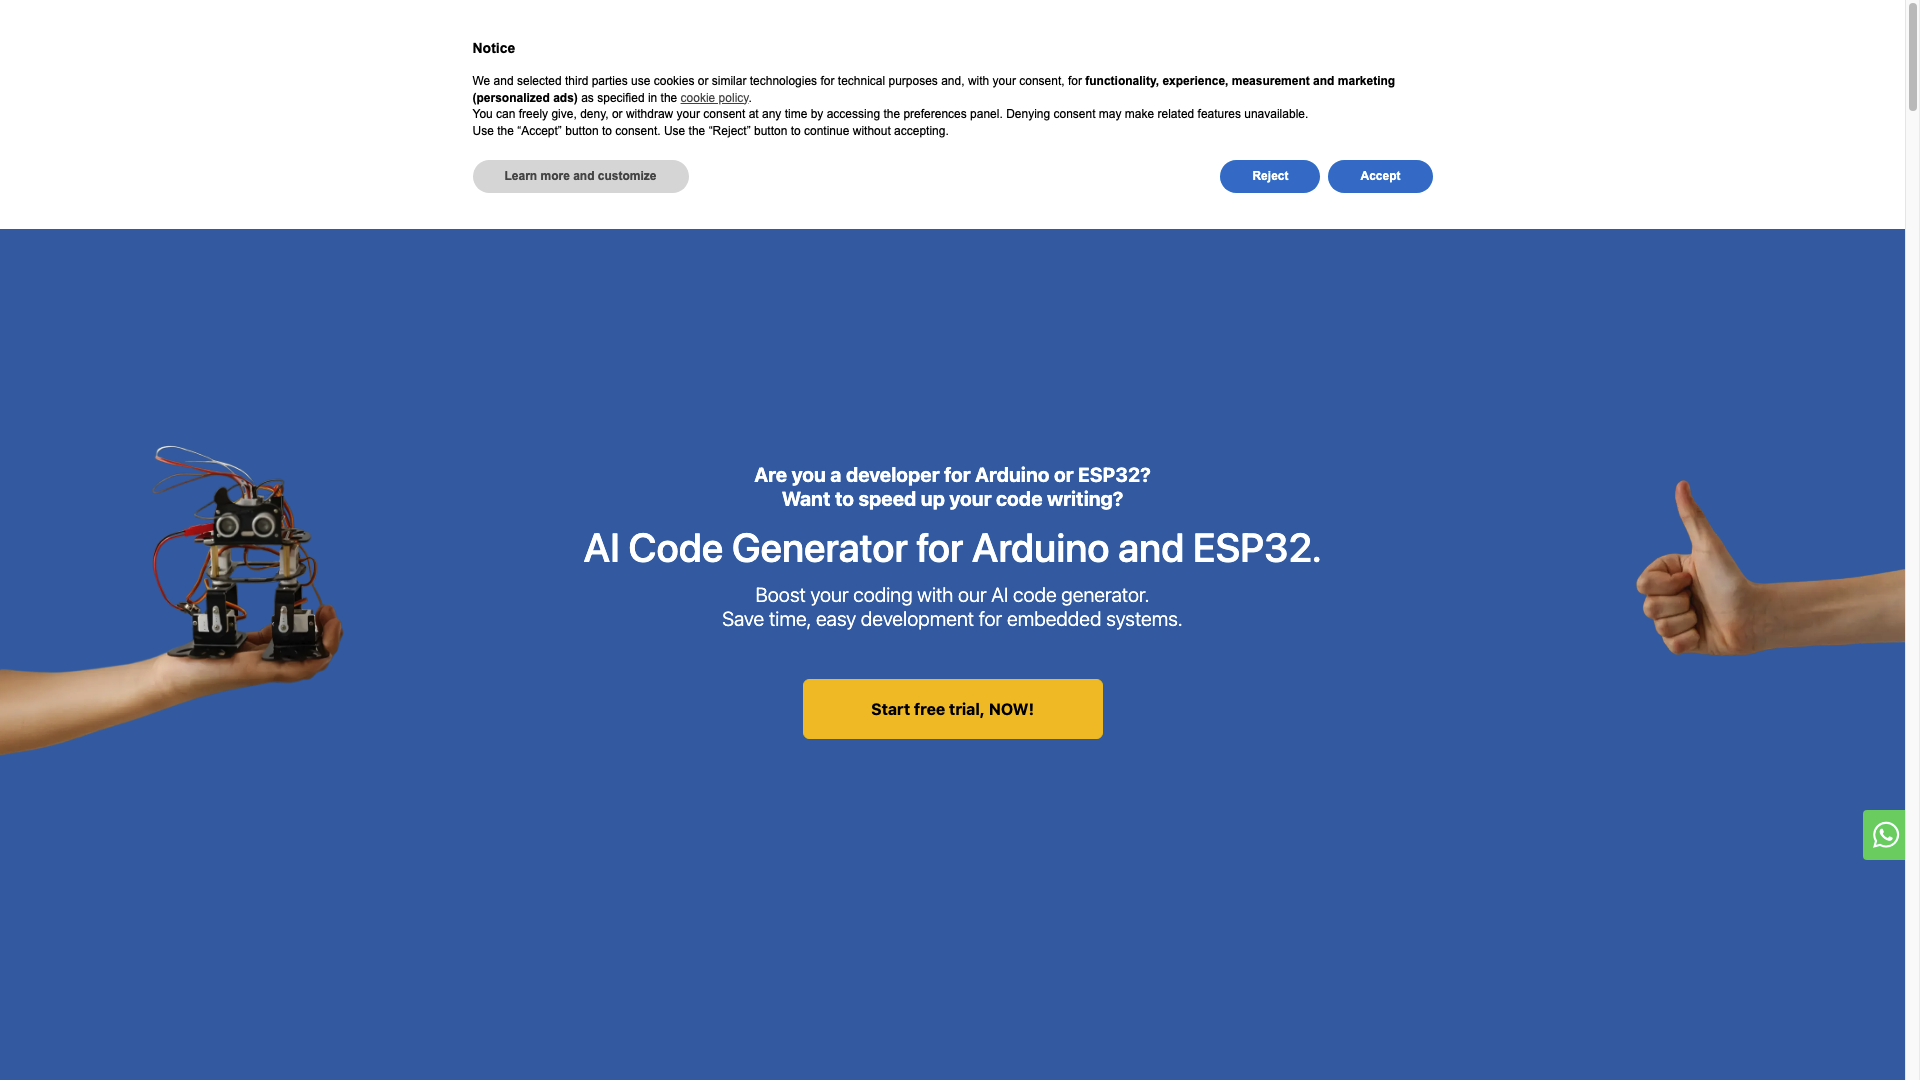 Notice
We and selected third parties use cookies or similar technologies for technical purposes and, with your consent, for functionality, experience, measurement and marketing
(personalized ads) as specified in the cookie policy.
You can freely give, deny, or withdraw your consent at any time by accessing the preferences panel. Denying consent may make related features unavailable.
Use the “Accept” button to consent. Use the “Reject” button to continue without accepting.
Learn more and customize
Reject
Accept
Are you a developer for Arduino or ESP32?
Want to speed up your code writing?
AI Code Generator for Arduino and ESP32.
Boost your coding with our AI code generator.
Save time, easy development for embedded systems.
Start free trial, NOW!